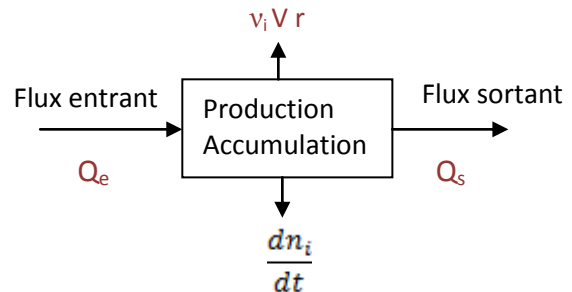 νᵢ V r
Flux entrant
Production
Accumulation
Flux sortant
Qₑ
Qₛ
dnᵢ
dt